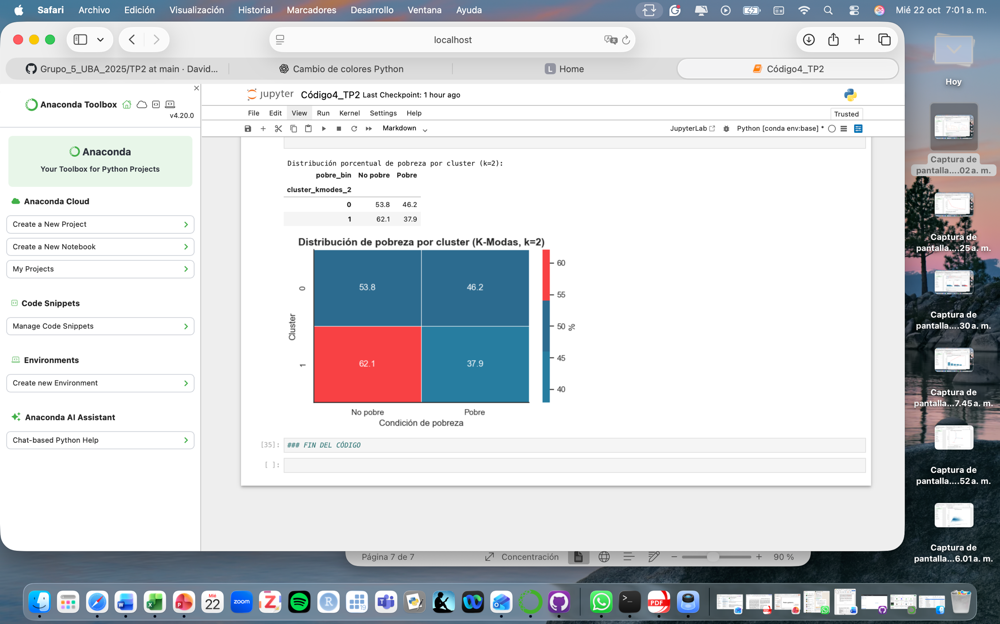 Safari Archivo Edición Visualización Historial Marcadores Desarrollo Ventana Ayuda Mié 22 oct 7:01 a. m.
localhost
Grupo_5_UBA_2025/TP2 at main · David... Cambio de colores Python L Home Código4_TP2
Anaconda Toolbox
v4.20.0
Anaconda
Your Toolbox for Python Projects
Anaconda Cloud
Create a New Project
Create a New Notebook
My Projects
Code Snippets
Manage Code Snippets
Environments
Create new Environment
Anaconda AI Assistant
Chat-based Python Help
jupyter Código4_TP2 Last Checkpoint: 1 hour ago
File Edit View Run Kernel Settings Help Trusted
Markdown JupyterLab Python [conda env:base] *
Distribución porcentual de pobreza por cluster (k=2):
pobre_bin No pobre Pobre
cluster_kmodes_2
0 53.8 46.2
1 62.1 37.9
Distribución de pobreza por cluster (K-Modas, k=2)
60
55
50
45
40
%
Cluster
0
1
53.8 46.2
62.1 37.9
No pobre Pobre
Condición de pobreza
[35]: ### FIN DEL CÓDIGO
[ ]:
Hoy
Captura de
pantalla....02 a. m.
Captura de
pantalla....25 a. m.
Captura de
pantalla....30 a. m.
Captura de
pantalla...7.45 a. m.
Captura de
pantalla....52 a. m.
Captura de
pantalla...6.01 a. m.
Página 7 de 7 Concentración 90 %
W X P Mié 22 zoom Z R 19 T O >_ PDF